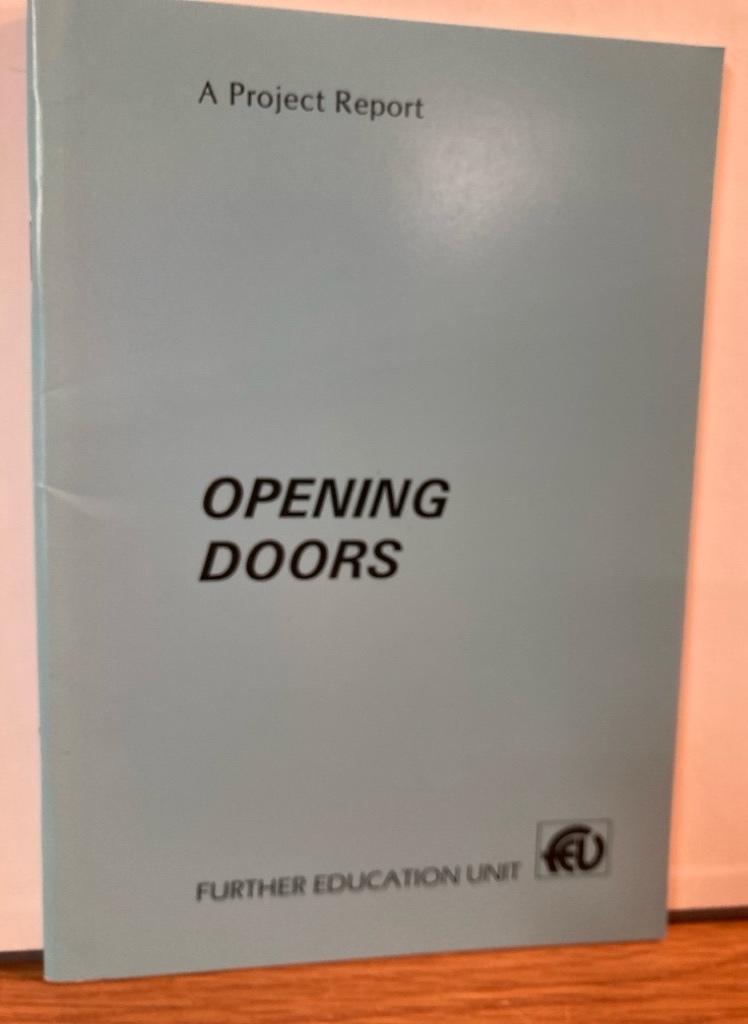 A Project Report
OPENING
DOORS
FURTHER EDUCATION UNIT
FEU